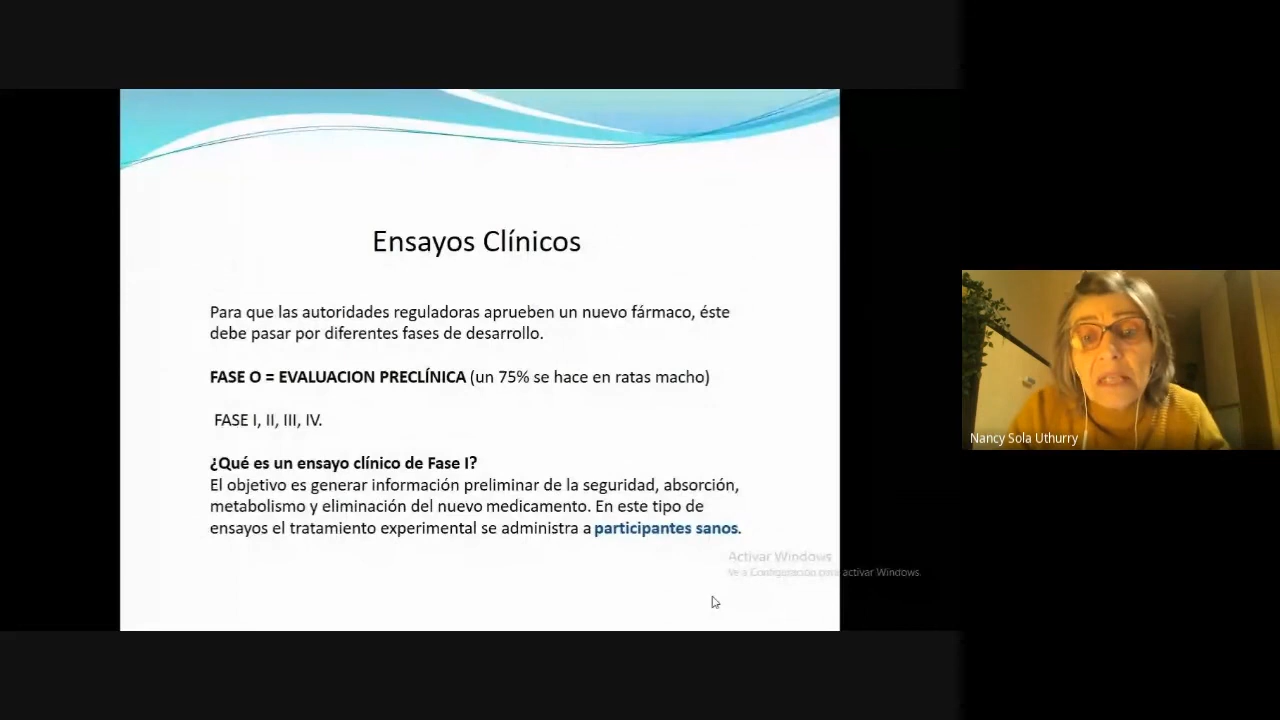 Ensayos Clínicos
Para que las autoridades reguladoras aprueben un nuevo fármaco, éste
debe pasar por diferentes fases de desarrollo.
FASE O = EVALUACION PRECLÍNICA (un 75% se hace en ratas macho)
FASE I, II, III, IV.
¿Qué es un ensayo clínico de Fase I?
El objetivo es generar información preliminar de la seguridad, absorción,
metabolismo y eliminación del nuevo medicamento. En este tipo de
ensayos el tratamiento experimental se administra a participantes sanos.
Activar Windows
Ve a Configuración para activar Windows.
Nancy Sola Uthurry